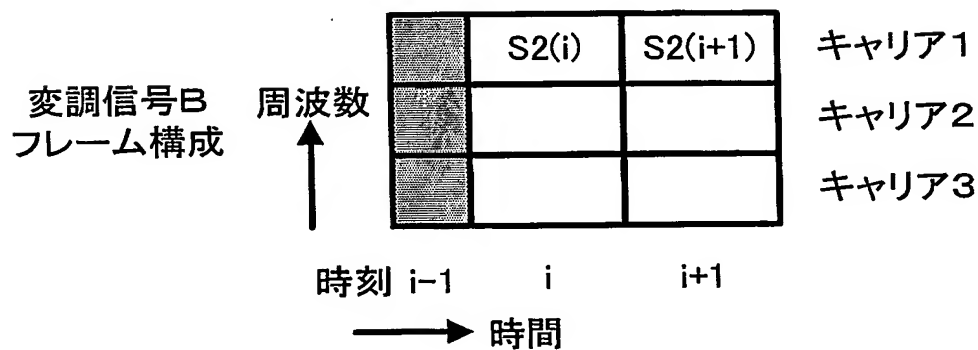 S2(i) S2(i+1) キャリア1
変調信号B 周波数 キャリア2
フレーム構成 キャリア3
時刻 i-1 i i+1
時間